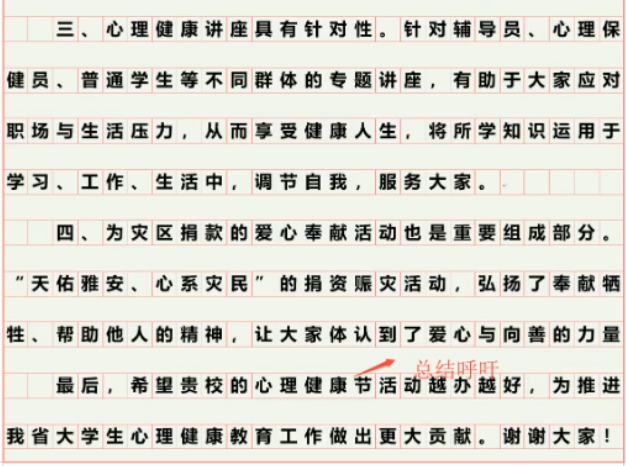 三、心理健康讲座具有针对性。针对辅导员、心理保
健员、普通学生等不同群体的专题讲座，有助于大家应对
职场与生活压力，从而享受健康人生，将所学知识运用于
学习、工作、生活中，调节自我，服务大家。
四、为灾区捐款的爱心奉献活动也是重要组成部分。
“天佑雅安、心系灾民”的捐资赈灾活动，弘扬了奉献牺
牲、帮助他人的精神，让大家体认到了爱心与向善的力量
总结呼吁
最后，希望贵校的心理健康节活动越办越好，为推进
我省大学生心理健康教育工作做出更大贡献。谢谢大家！